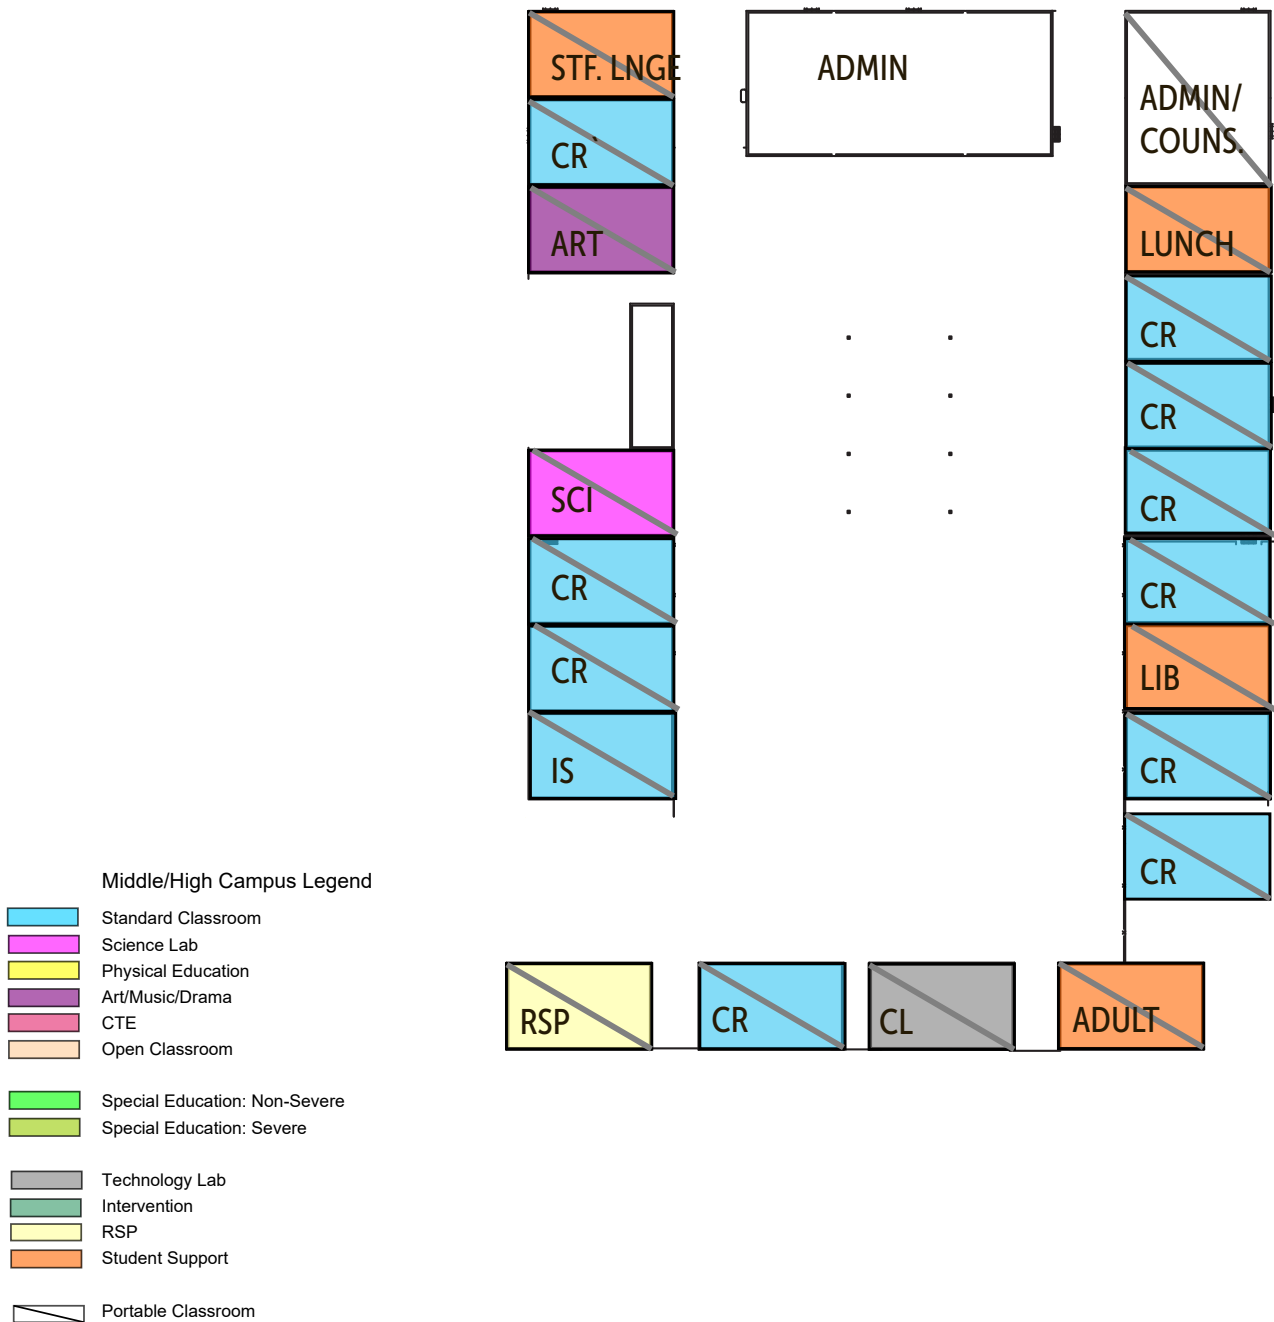 STF. LNGE
ADMIN
ADMIN/
COUNS.
CR
ART
LUNCH
CR
CR
SCI
CR
CR
CR
CR
LIB
IS
CR
CR
RSP
CR
CL
ADULT
Middle/High Campus Legend
Standard Classroom
Science Lab
Physical Education
Art/Music/Drama
CTE
Open Classroom
Special Education: Non-Severe
Special Education: Severe
Technology Lab
Intervention
RSP
Student Support
Portable Classroom